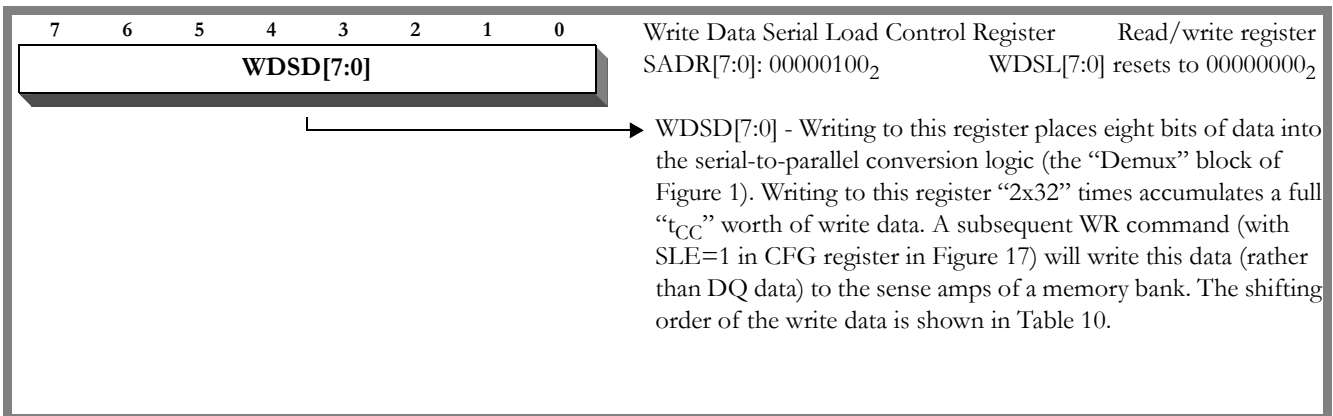 7 6 5 4 3 2 1 0
WDSD[7:0]
Write Data Serial Load Control Register Read/write register
SADR[7:0]: 00000100₂ WDSL[7:0] resets to 00000000₂
WDSD[7:0] - Writing to this register places eight bits of data into
the serial-to-parallel conversion logic (the “Demux” block of
Figure 1). Writing to this register “2x32” times accumulates a full
“t_CC” worth of write data. A subsequent WR command (with
SLE=1 in CFG register in Figure 17) will write this data (rather
than DQ data) to the sense amps of a memory bank. The shifting
order of the write data is shown in Table 10.